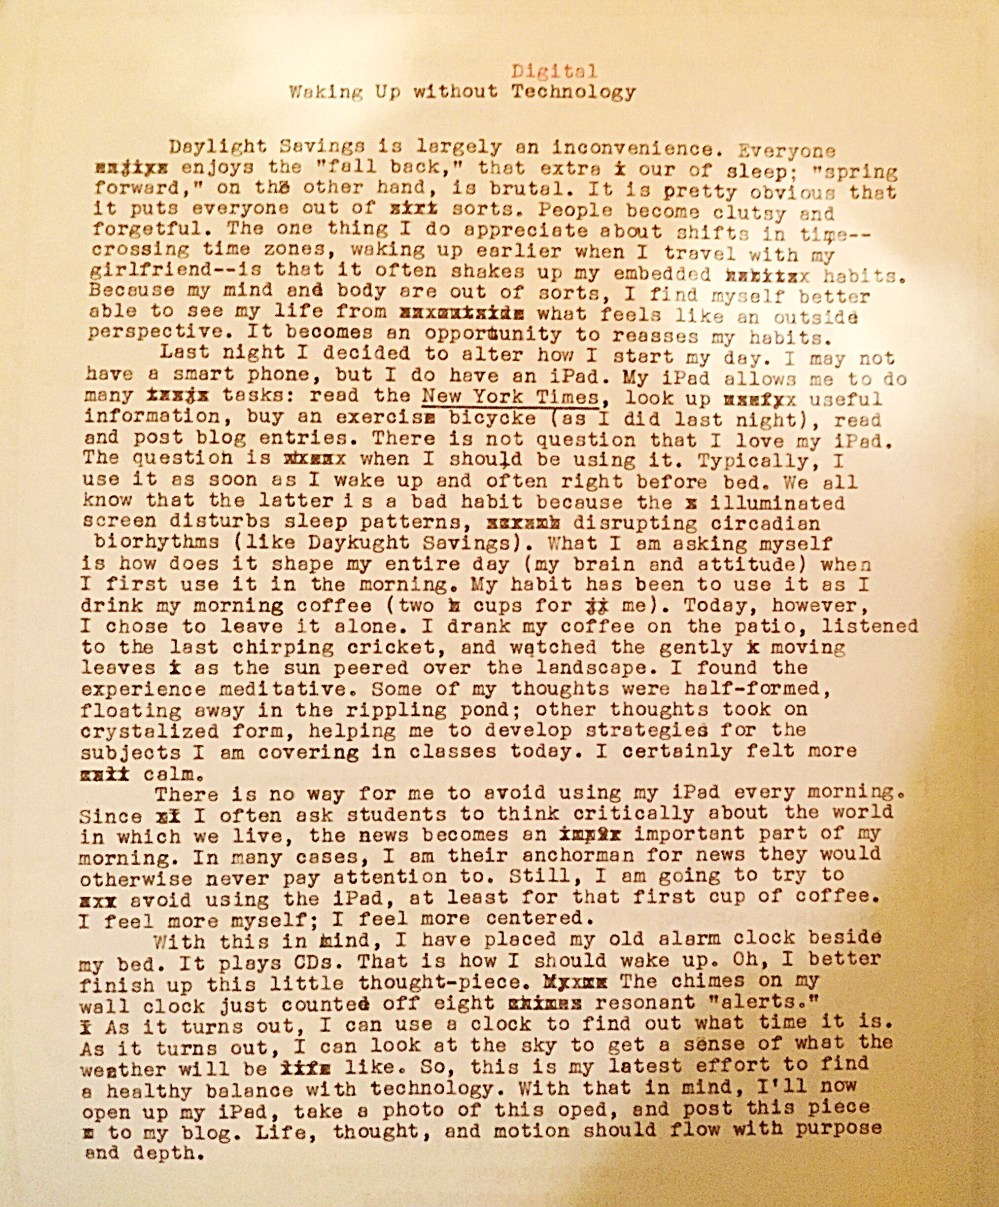 Digital
Waking Up without Technology
Daylight Savings is largely an inconvenience. Everyone
enjoys the "fall back," that extra our of sleep; "spring
forward," on the other hand, is brutal. It is pretty obvious that
it puts everyone out of sorts. People become clutsy and
forgetful. The one thing I do appreciate about shifts in time--
crossing time zones, waking up earlier when I travel with my
girlfriend--is that it often shakes up my embedded habits.
Because my mind and body are out of sorts, I find myself better
able to see my life from what feels like an outside
perspective. It becomes an opportunity to reasses my habits.
Last night I decided to alter how I start my day. I may not
have a smart phone, but I do have an iPad. My iPad allows me to do
many tasks: read the New York Times, look up useful
information, buy an exercise bicycke (as I did last night), read
and post blog entries. There is not question that I love my iPad.
The question is when I should be using it. Typically, I
use it as soon as I wake up and often right before bed. We all
know that the latter is a bad habit because the illuminated
screen disturbs sleep patterns, disrupting circadian
biorhythms (like Daykught Savings). What I am asking myself
is how does it shape my entire day (my brain and attitude) when
I first use it in the morning. My habit has been to use it as I
drink my morning coffee (two cups for me). Today, however,
I chose to leave it alone. I drank my coffee on the patio, listened
to the last chirping cricket, and watched the gently moving
leaves as the sun peered over the landscape. I found the
experience meditative. Some of my thoughts were half-formed,
floating away in the rippling pond; other thoughts took on
crystalized form, helping me to develop strategies for the
subjects I am covering in classes today. I certainly felt more
calm.
There is no way for me to avoid using my iPad every morning.
Since I often ask students to think critically about the world
in which we live, the news becomes an important part of my
morning. In many cases, I am their anchorman for news they would
otherwise never pay attention to. Still, I am going to try to
avoid using the iPad, at least for that first cup of coffee.
I feel more myself; I feel more centered.
With this in mind, I have placed my old alarm clock beside
my bed. It plays CDs. That is how I should wake up. Oh, I better
finish up this little thought-piece. The chimes on my
wall clock just counted off eight resonant "alerts."
As it turns out, I can use a clock to find out what time it is.
As it turns out, I can look at the sky to get a sense of what the
weather will be like. So, this is my latest effort to find
a healthy balance with technology. With that in mind, I'll now
open up my iPad, take a photo of this oped, and post this piece
to my blog. Life, thought, and motion should flow with purpose
and depth.